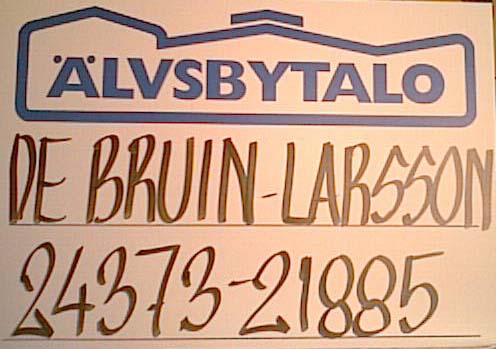 ÄLVSBYTALO
DE BRUIN-LARSSON
24373-21885